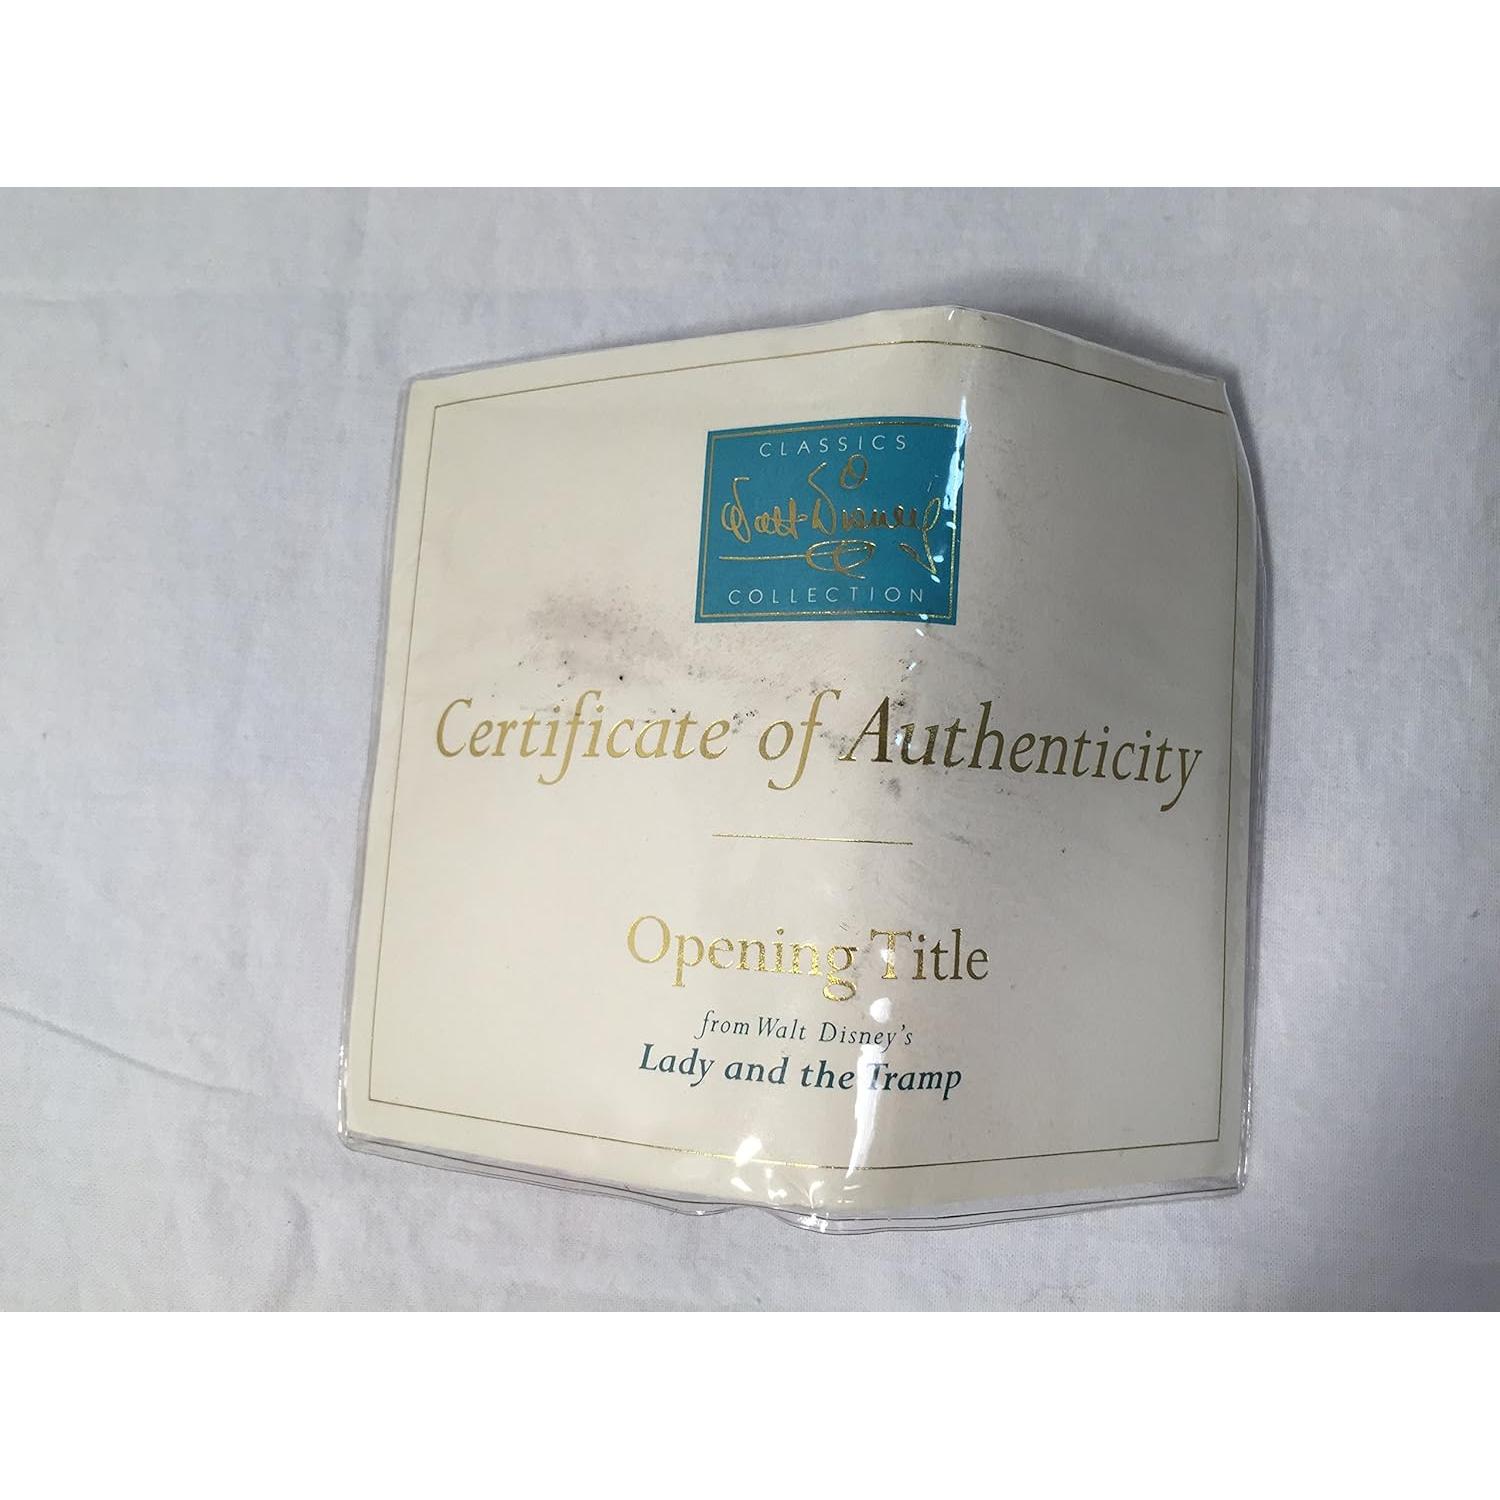 CLASSICS
Walt Disney
COLLECTION
Certificate of Authenticity
Opening Title
from Walt Disney's
Lady and the Tramp